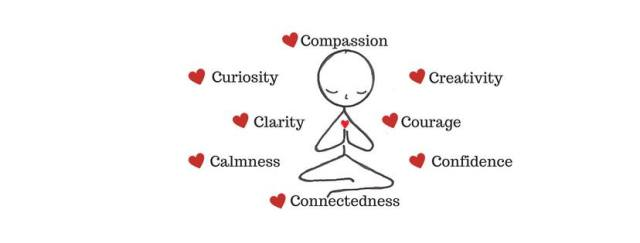 Compassion
Curiosity
Creativity
Clarity
Courage
Calmness
Confidence
Connectedness